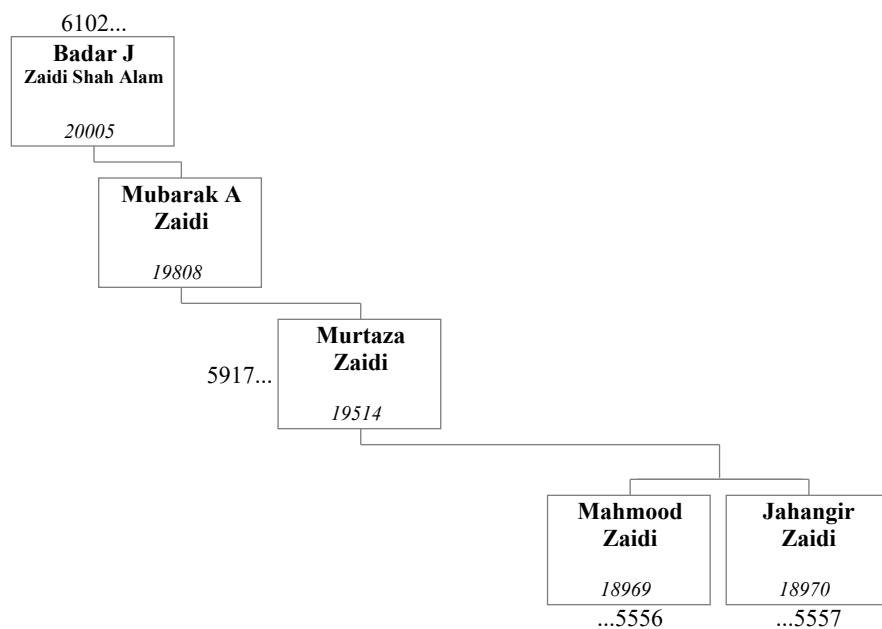 6102...
Badar J
Zaidi Shah Alam
20005
Mubarak A
Zaidi
19808
Murtaza
Zaidi
5917...
19514
Mahmood
Zaidi
18969
...5556
Jahangir
Zaidi
18970
...5557